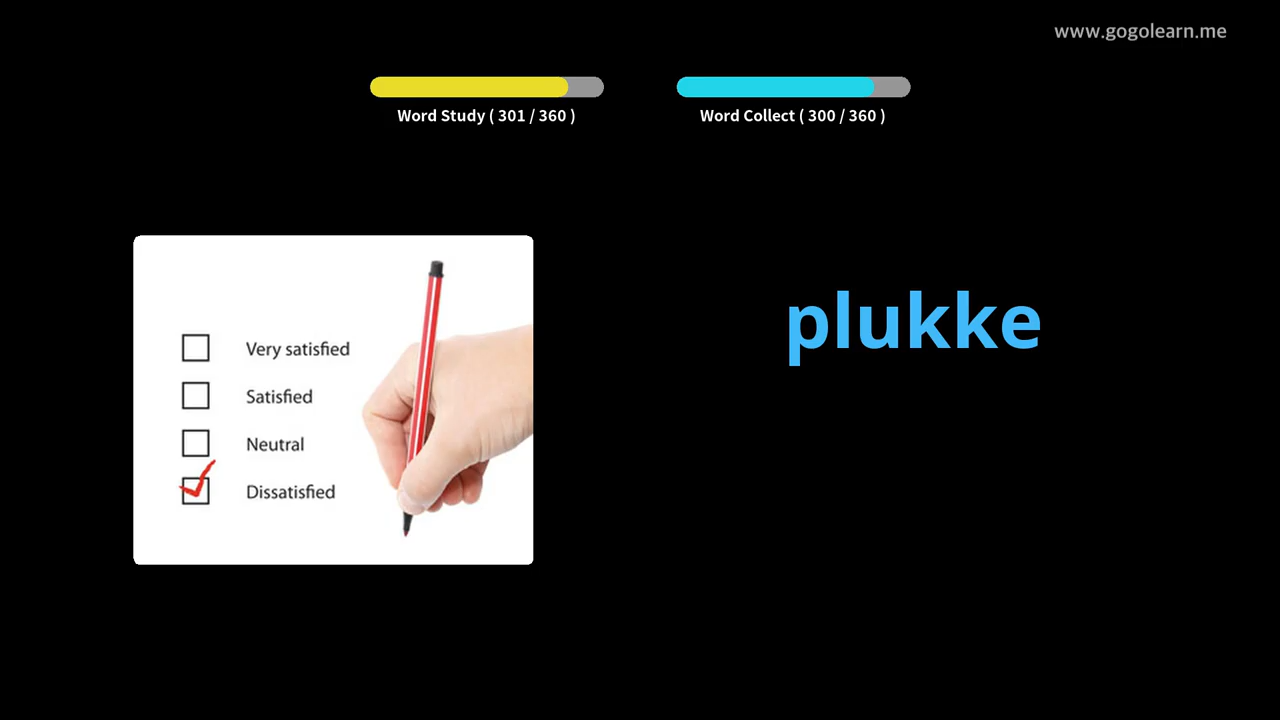 www.gogolearn.me
Word Study ( 301 / 360 )
Word Collect ( 300 / 360 )
Very satisfied
Satisfied
Neutral
Dissatisfied
plukke